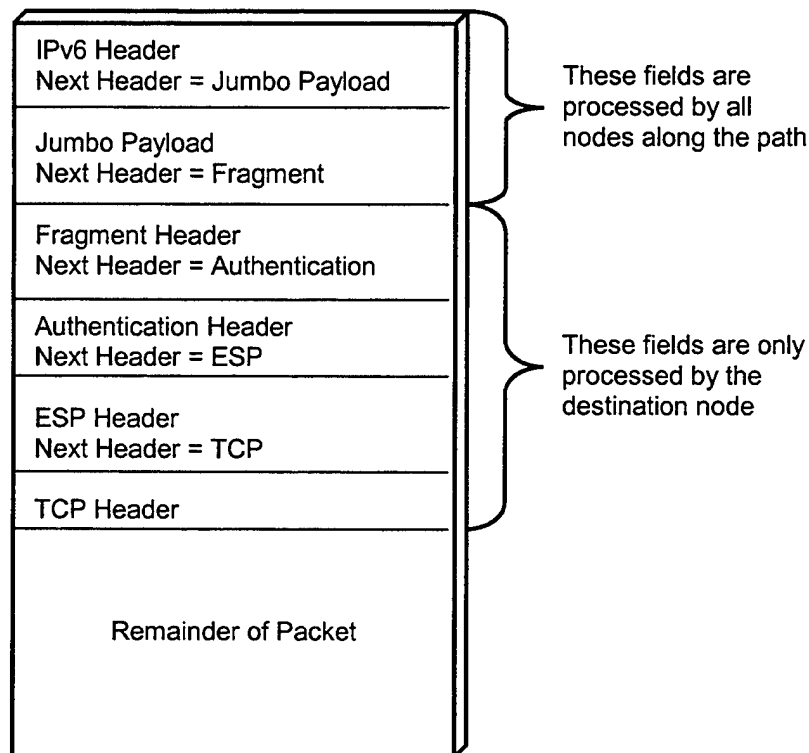 IPv6 Header
Next Header = Jumbo Payload
Jumbo Payload
Next Header = Fragment
Fragment Header
Next Header = Authentication
Authentication Header
Next Header = ESP
ESP Header
Next Header = TCP
TCP Header
Remainder of Packet
These fields are
processed by all
nodes along the path
These fields are only
processed by the
destination node